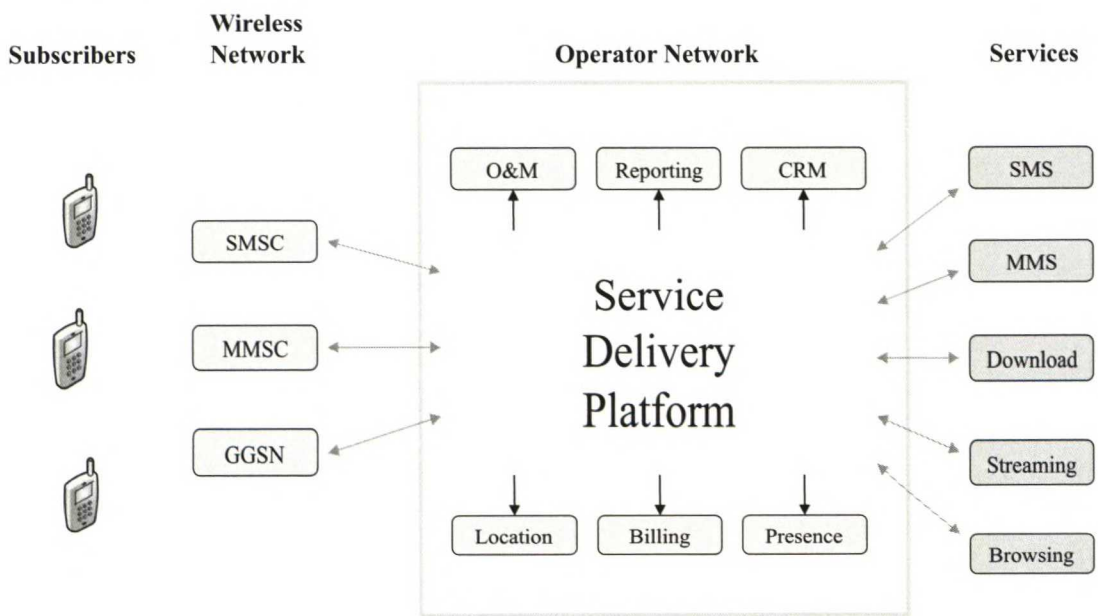 Subscribers
Wireless
Network
Operator Network
Services
O&M
Reporting
CRM
SMS
SMSC
MMS
Service
Delivery
Platform
MMSC
Download
GGSN
Streaming
Location
Billing
Presence
Browsing